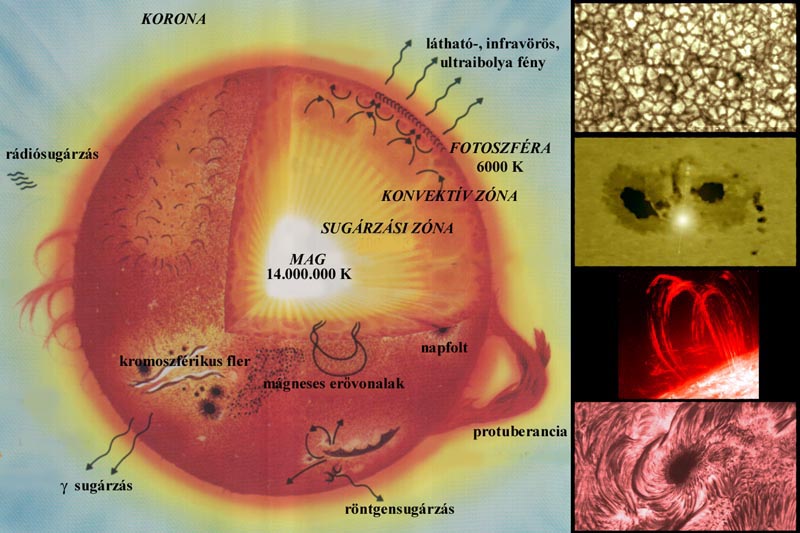 KORONA
látható-, infravörös,
ultraibolya fény
rádiósugárzás
FOTOSZFÉRA
6000 K
KONVEKTÍV ZÓNA
SUGÁRZÁSI ZÓNA
MAG
14.000.000 K
napfolt
kromoszférikus fler
mágneses erövonalak
protuberancia
γ sugárzás
röntgensugárzás